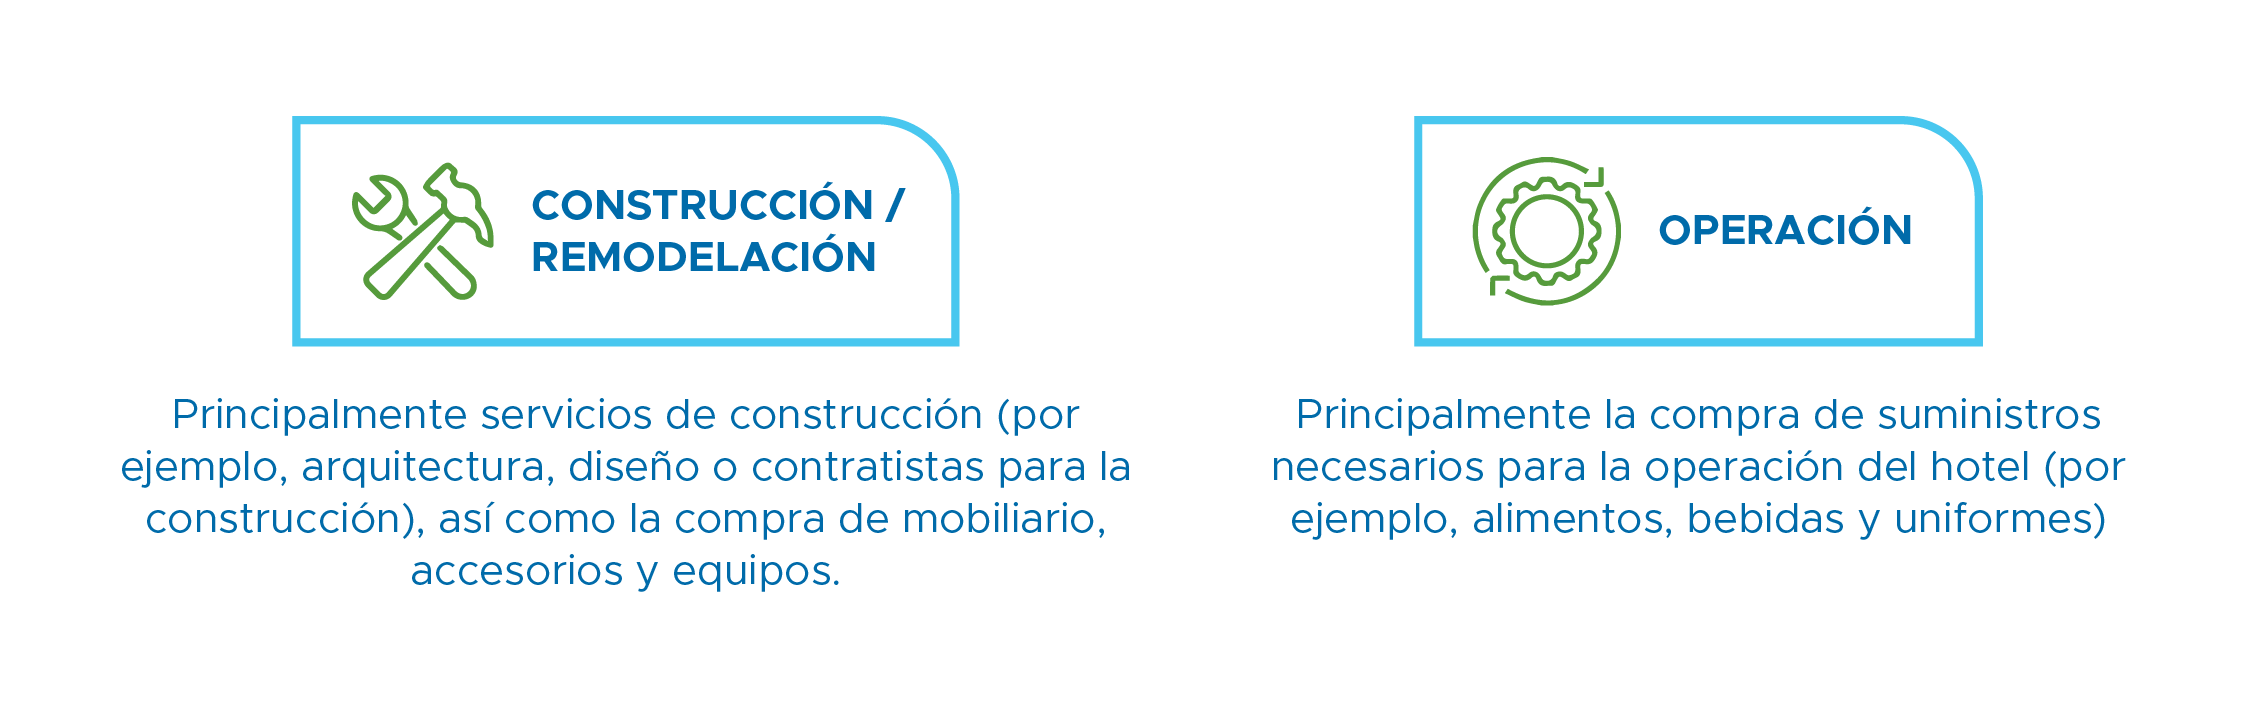 CONSTRUCCIÓN /
REMODELACIÓN
Principalmente servicios de construcción (por
ejemplo, arquitectura, diseño o contratistas para la
construcción), así como la compra de mobiliario,
accesorios y equipos.
OPERACIÓN
Principalmente la compra de suministros
necesarios para la operación del hotel (por
ejemplo, alimentos, bebidas y uniformes)